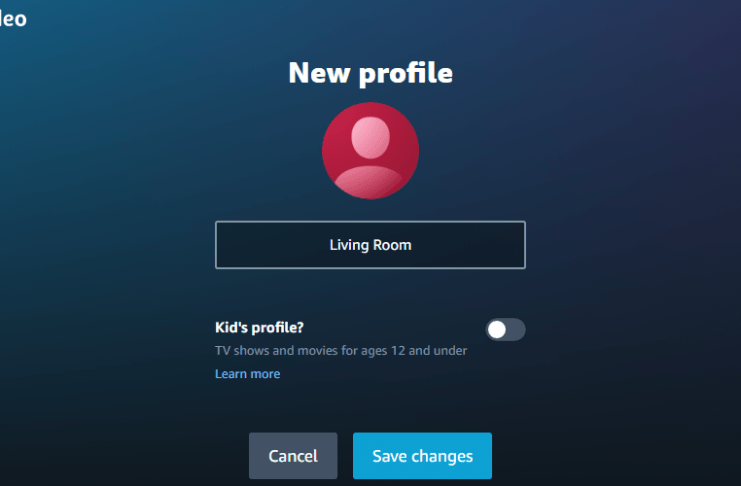 deo
New profile
Living Room
Kid's profile?
TV shows and movies for ages 12 and under
Learn more
Cancel
Save changes